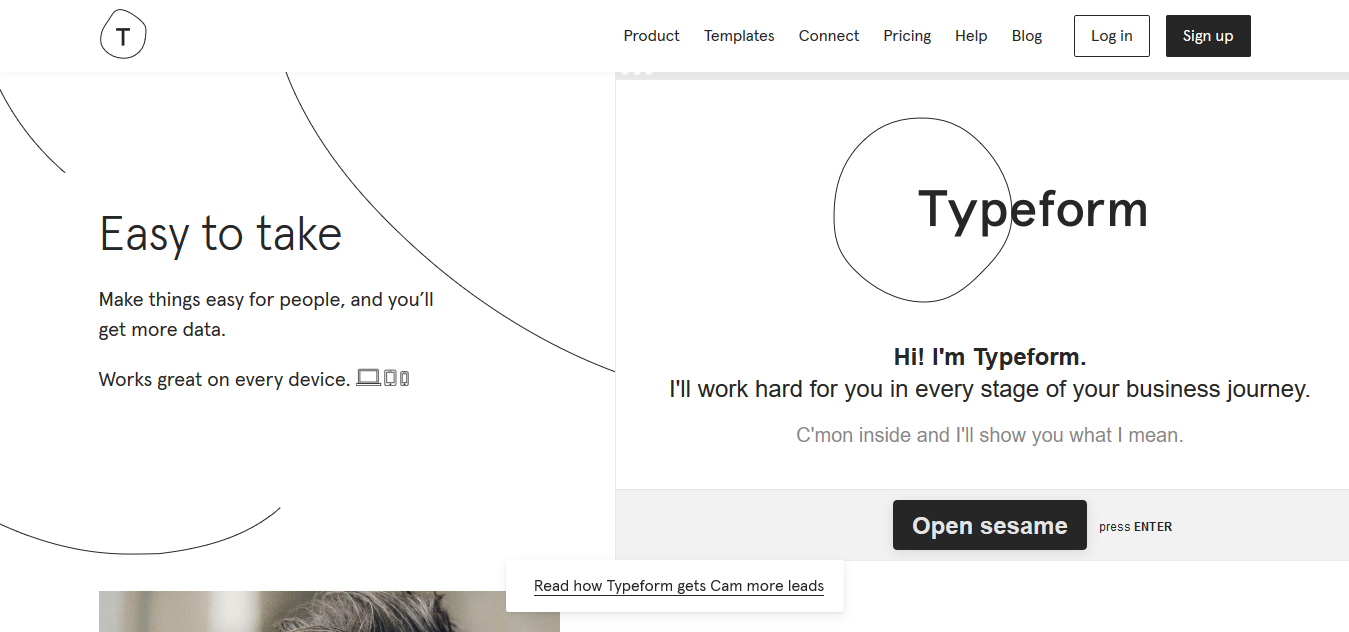 T
Product Templates Connect Pricing Help Blog Log in Sign up
Easy to take
Make things easy for people, and you’ll
get more data.
Works great on every device.
Typeform
Hi! I'm Typeform.
I'll work hard for you in every stage of your business journey.
C'mon inside and I'll show you what I mean.
Open sesame press ENTER
Read how Typeform gets Cam more leads